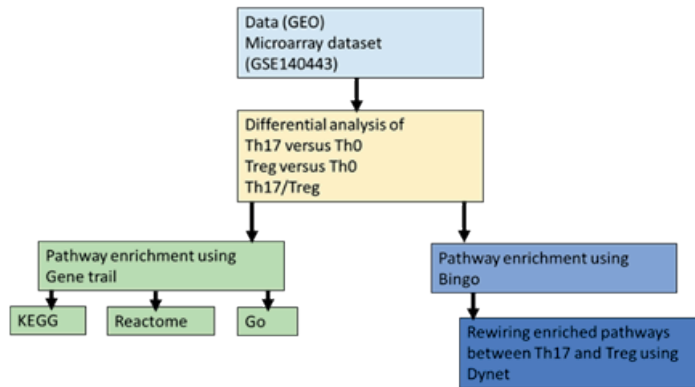 Data (GEO)
Microarray dataset
(GSE140443)
Differential analysis of
Th17 versus Th0
Treg versus Th0
Th17/Treg
Pathway enrichment using
Gene trail
KEGG
Reactome
Go
Pathway enrichment using
Bingo
Rewiring enriched pathways
between Th17 and Treg using
Dynet